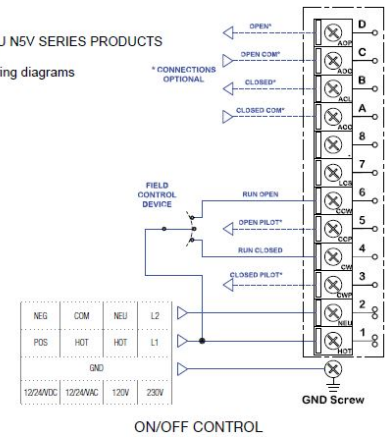 J N5V SERIES PRODUCTS
ing diagrams
* CONNECTIONS
OPTIONAL
OPEN*
D
AOP
OPEN COM*
C
AOC
CLOSED*
B
ACL
CLOSED COM*
A
ACC
8
7
LCS
FIELD
CONTROL
DEVICE
RUN OPEN
6
CCW
OPEN PILOT*
5
CCP
RUN CLOSED
4
CW
CLOSED PILOT*
3
CWP
NEG COM NEU L2
2
NEU
POS HOT HOT L1
1
HOT
GND
12/24VDC 12/24VAC 120V 230V
GND Screw
ON/OFF CONTROL